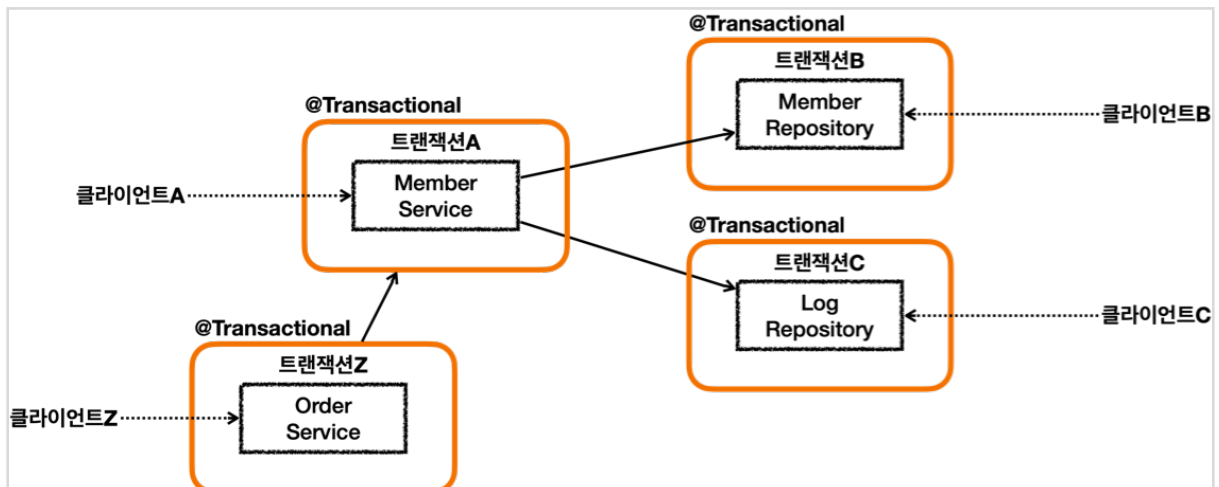 @Transactional
트랜잭션B
Member
Repository
클라이언트B
@Transactional
트랜잭션A
Member
Service
클라이언트A
@Transactional
트랜잭션C
Log
Repository
클라이언트C
@Transactional
트랜잭션Z
Order
Service
클라이언트Z